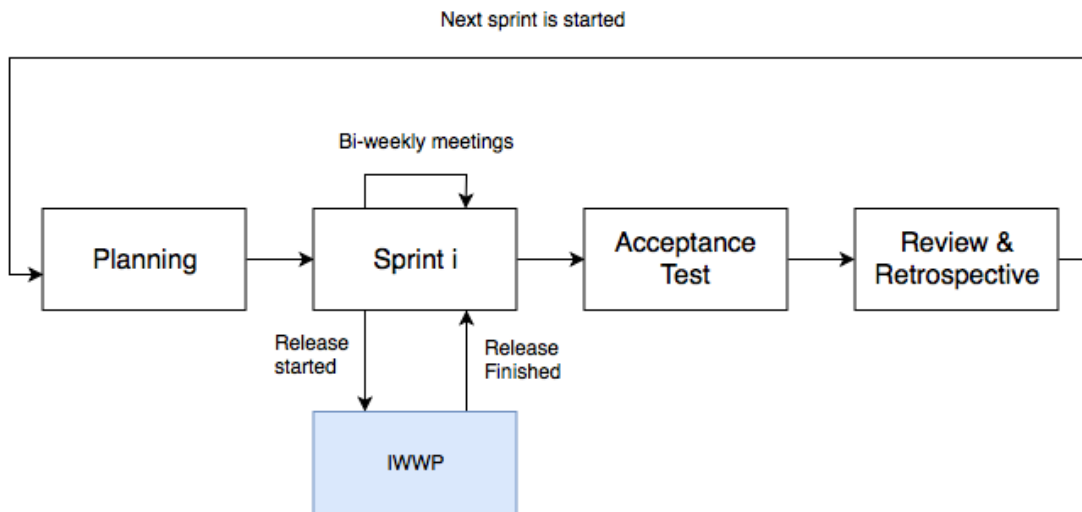 Next sprint is started
Bi-weekly meetings
Planning
Sprint i
Acceptance
Test
Review &
Retrospective
Release
started
Release
Finished
IWWP